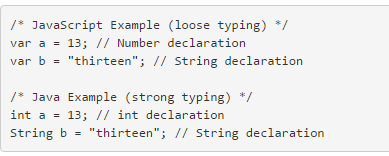 /* JavaScript Example (loose typing) */
var a = 13; // Number declaration
var b = "thirteen"; // String declaration
/* Java Example (strong typing) */
int a = 13; // int declaration
String b = "thirteen"; // String declaration